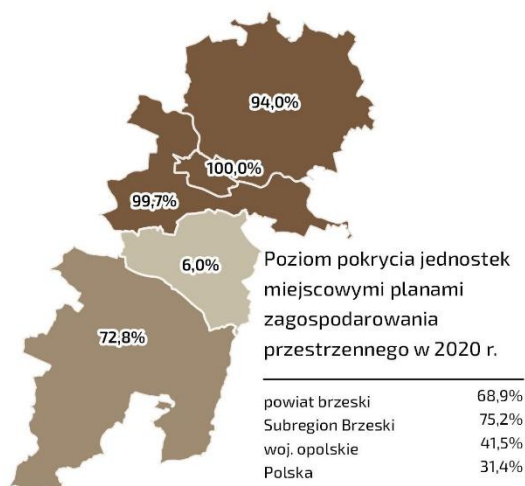 94,0%
100,0%
99,7%
6,0%
72,8%
Poziom pokrycia jednostek
miejscowymi planami
zagospodarowania
przestrzennego w 2020 r.
powiat brzeski 68,9%
Subregion Brzeski 75,2%
woj. opolskie 41,5%
Polska 31,4%